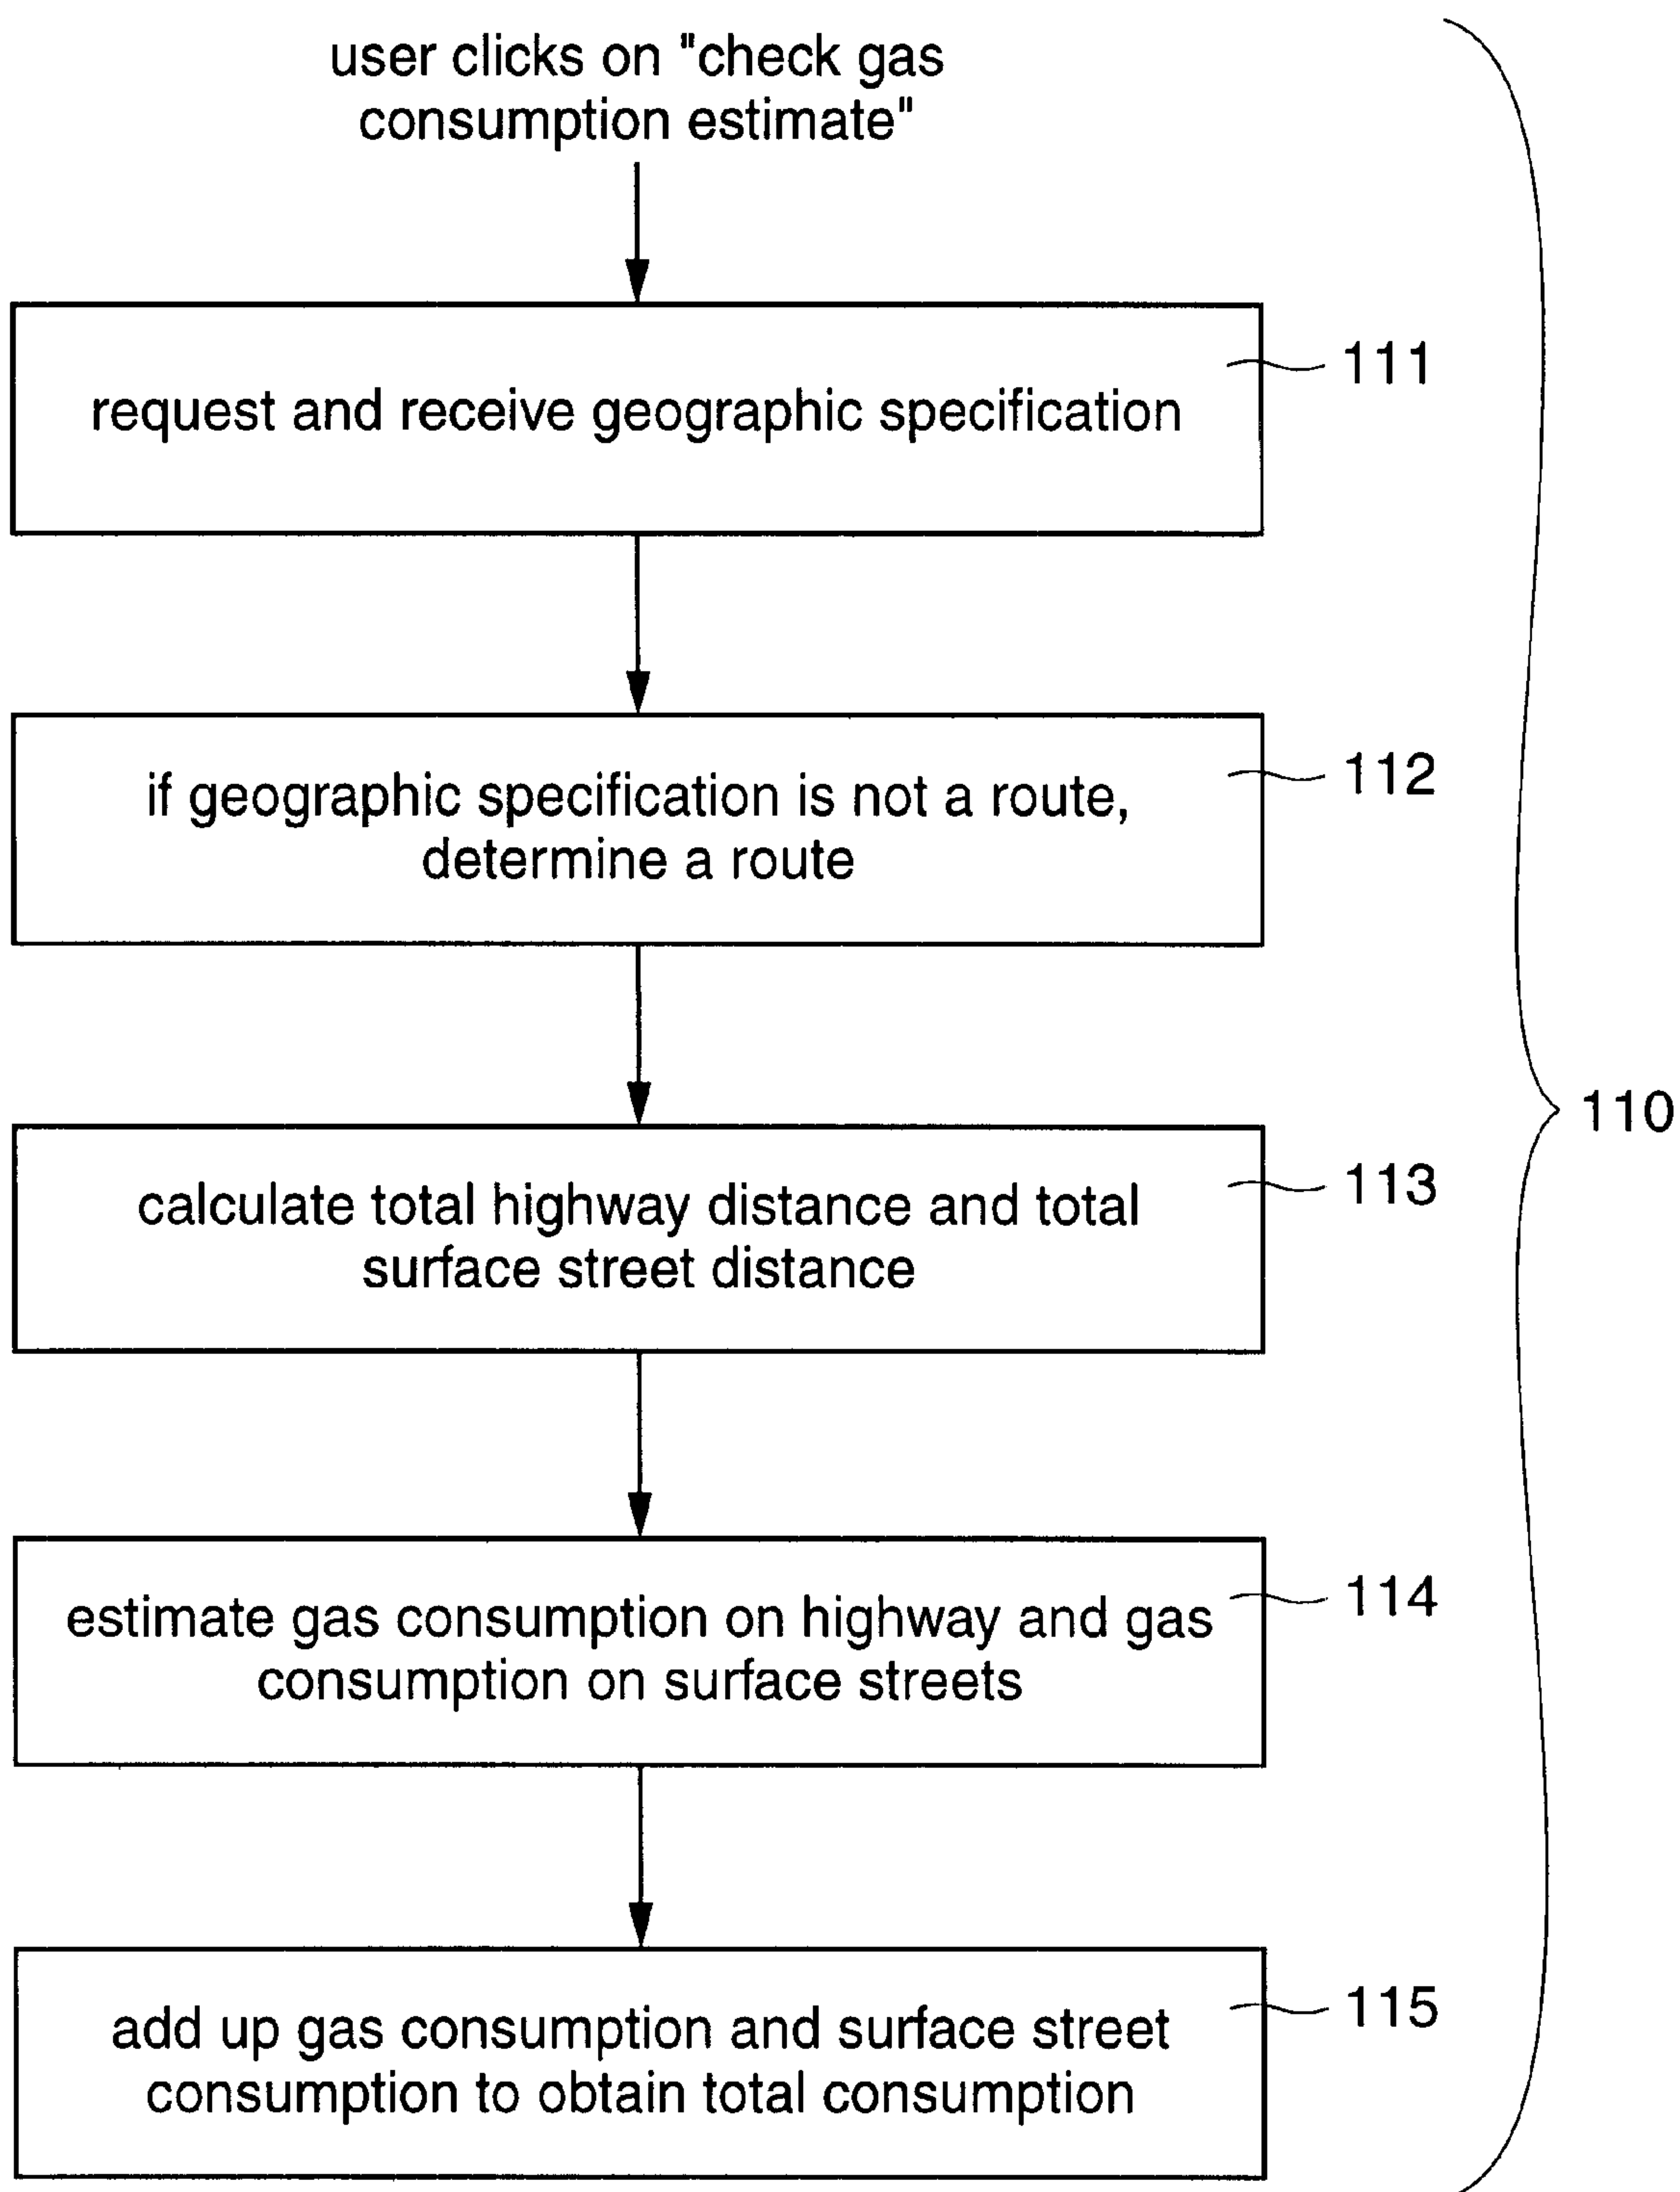 user clicks on "check gas
consumption estimate"
111
request and receive geographic specification
112
if geographic specification is not a route,
determine a route
110
113
calculate total highway distance and total
surface street distance
114
estimate gas consumption on highway and gas
consumption on surface streets
115
add up gas consumption and surface street
consumption to obtain total consumption